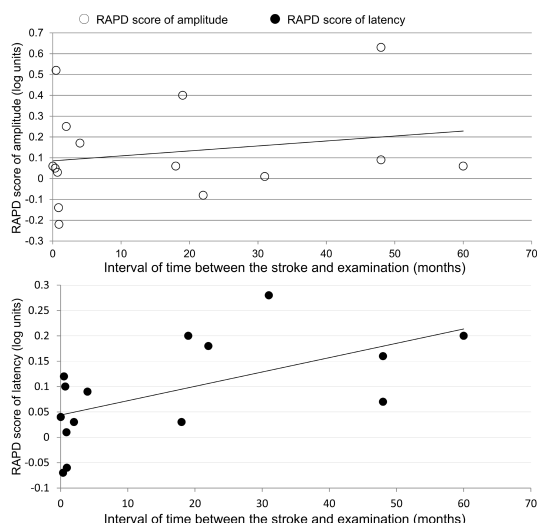 RAPD score of amplitude RAPD score of latency
RAPD score of amplitude (log units)
0.7
0.6
0.5
0.4
0.3
0.2
0.1
0
-0.1
-0.2
-0.3
0 10 20 30 40 50 60 70
Interval of time between the stroke and examination (months)
RAPD score of latency (log units)
0.3
0.25
0.2
0.15
0.1
0.05
0
-0.05
-0.1
0 10 20 30 40 50 60 70
Interval of time between the stroke and examination (months)